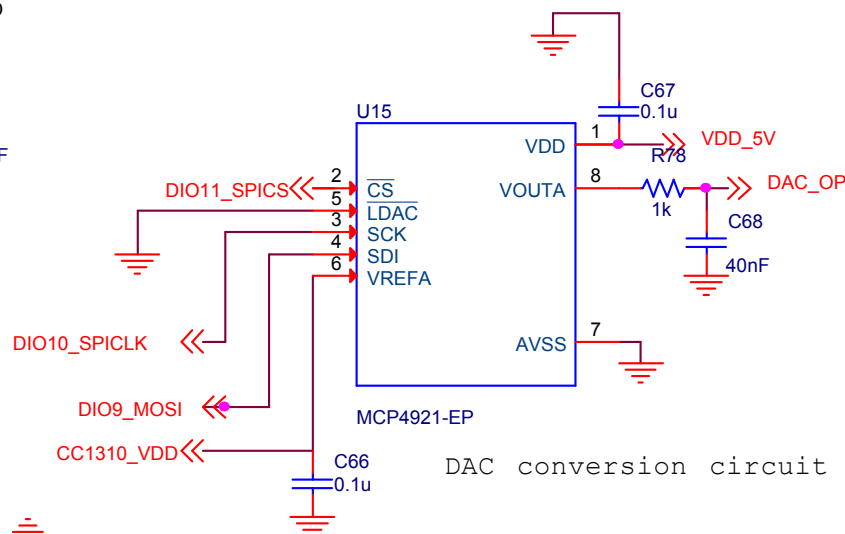 F
U15
C67
0.1u
VDD
1
VDD_5V
R78
8
VOUTA
1k
DAC_OP
C68
40nF
DIO11_SPICS
2
CS
5
LDAC
3
SCK
4
SDI
6
VREFA
7
AVSS
DIO10_SPICLK
DIO9_MOSI
MCP4921-EP
CC1310_VDD
C66
0.1u
DAC conversion circuit